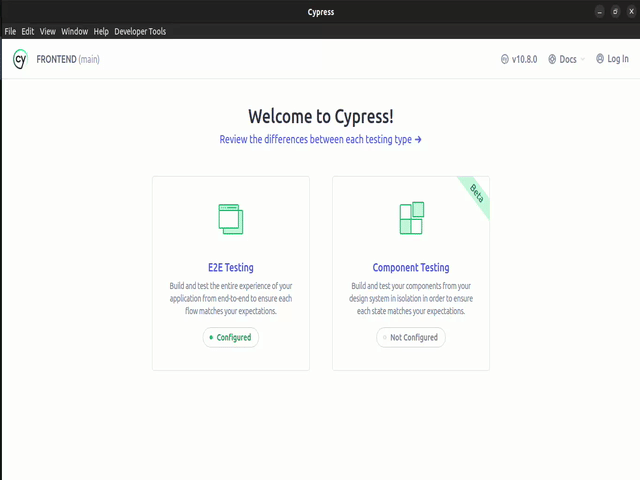 Cypress
File Edit View Window Help Developer Tools
cy FRONTEND (main) v10.8.0 Docs Log In
Welcome to Cypress!
Review the differences between each testing type →
Beta
E2E Testing
Build and test the entire experience of your
application from end-to-end to ensure each
flow matches your expectations.
Configured
Component Testing
Build and test your components from your
design system in isolation in order to ensure
each state matches your expectations.
Not Configured